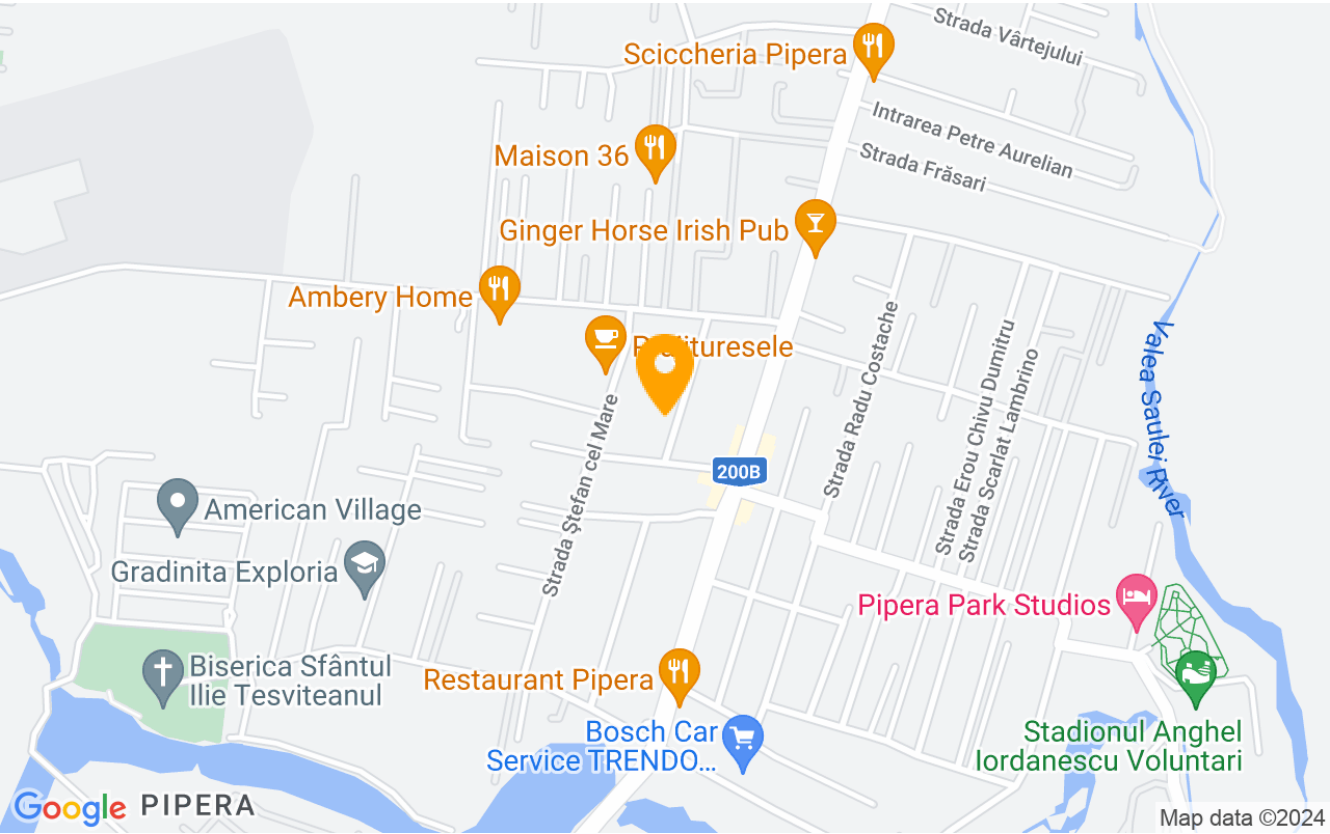 Strada Vârtejului
Sciccheria Pipera
Intrarea Petre Aurelian
Maison 36
Strada Frăsari
Ginger Horse Irish Pub
Ambery Home
Strada Radu Costache
Strada Erou Chivu Dumitru
Strada Scarlat Lambrino
Valea Saulei River
Strada Ștefan cel Mare
200B
American Village
Gradinita Exploria
Pipera Park Studios
Biserica Sfântul
Ilie Tesviteanul
Restaurant Pipera
Bosch Car
Service TRENDO...
Stadionul Anghel
Iordanescu Voluntari
Google
PIPERA
Map data ©2024